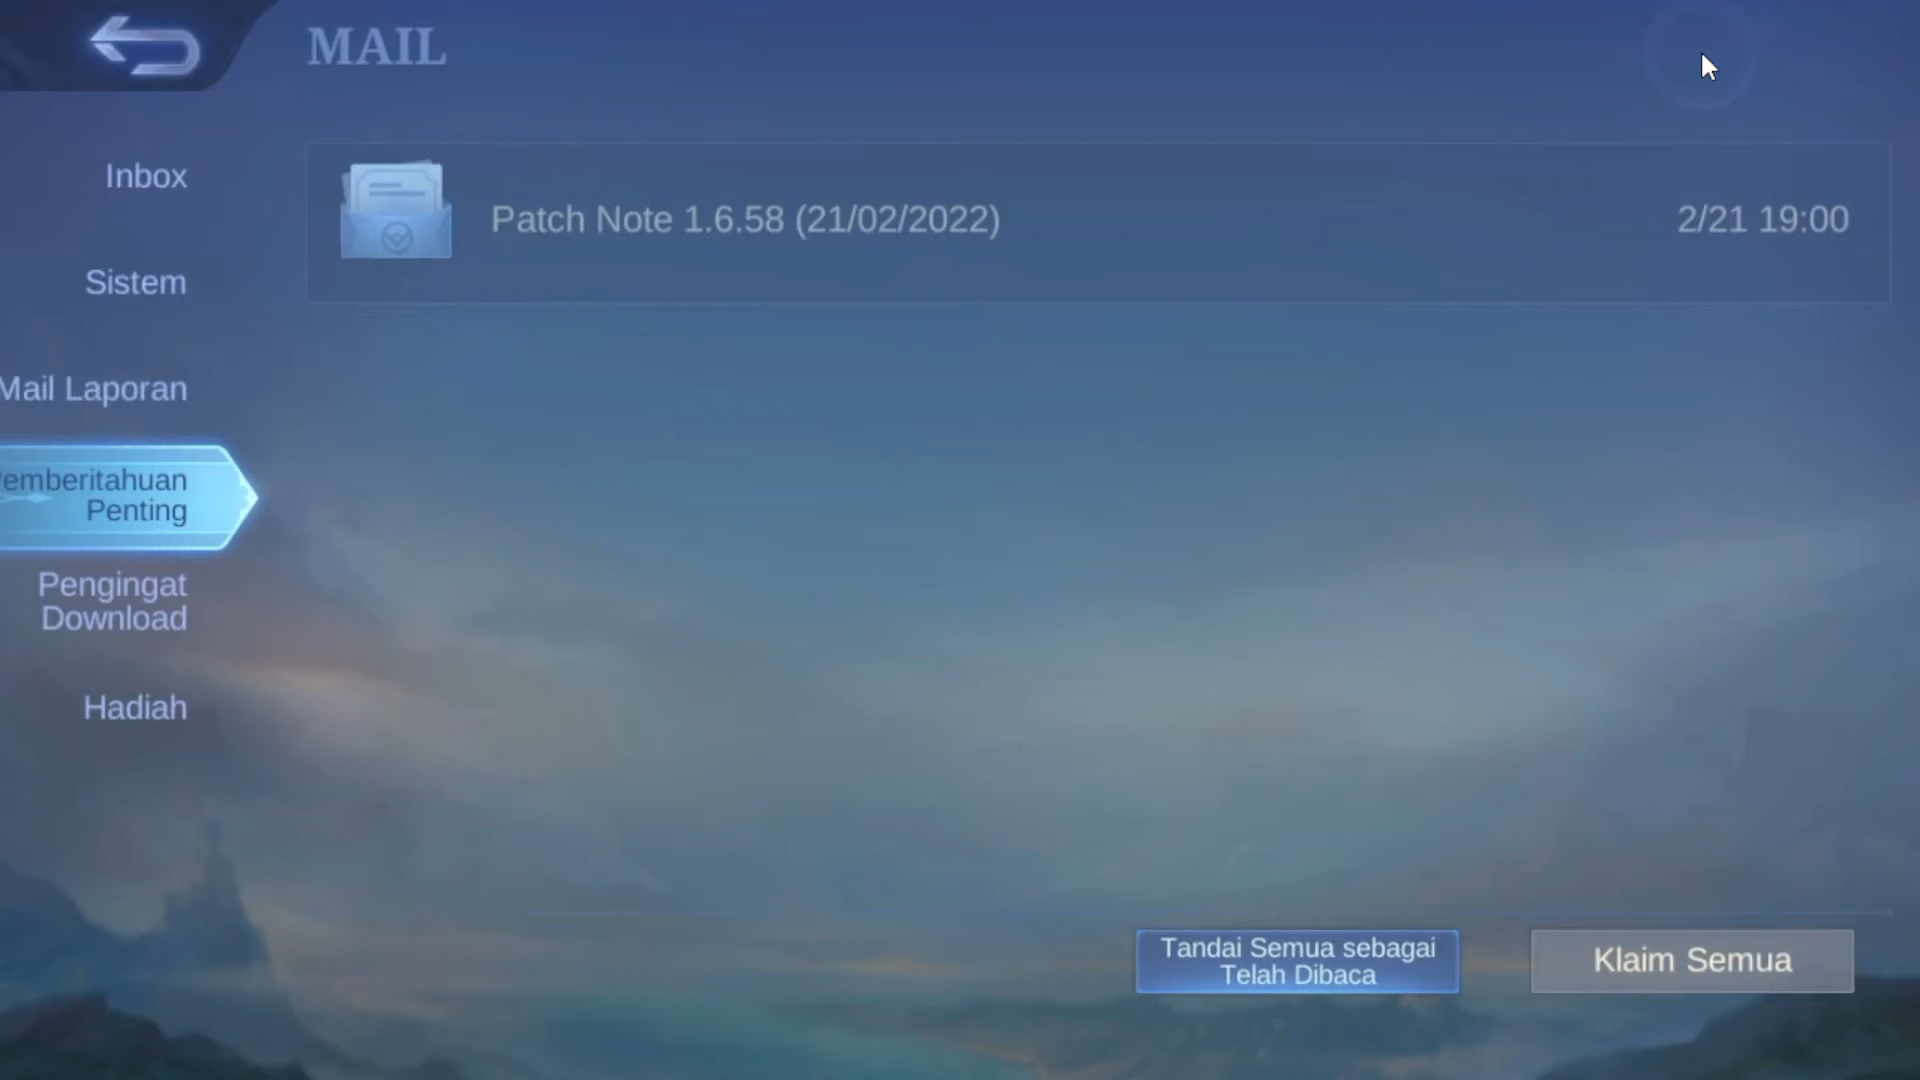 MAIL
Inbox
Sistem
Mail Laporan
Pemberitahuan
Penting
Pengingat
Download
Hadiah
Patch Note 1.6.58 (21/02/2022)
2/21 19:00
Tandai Semua sebagai
Telah Dibaca
Klaim Semua